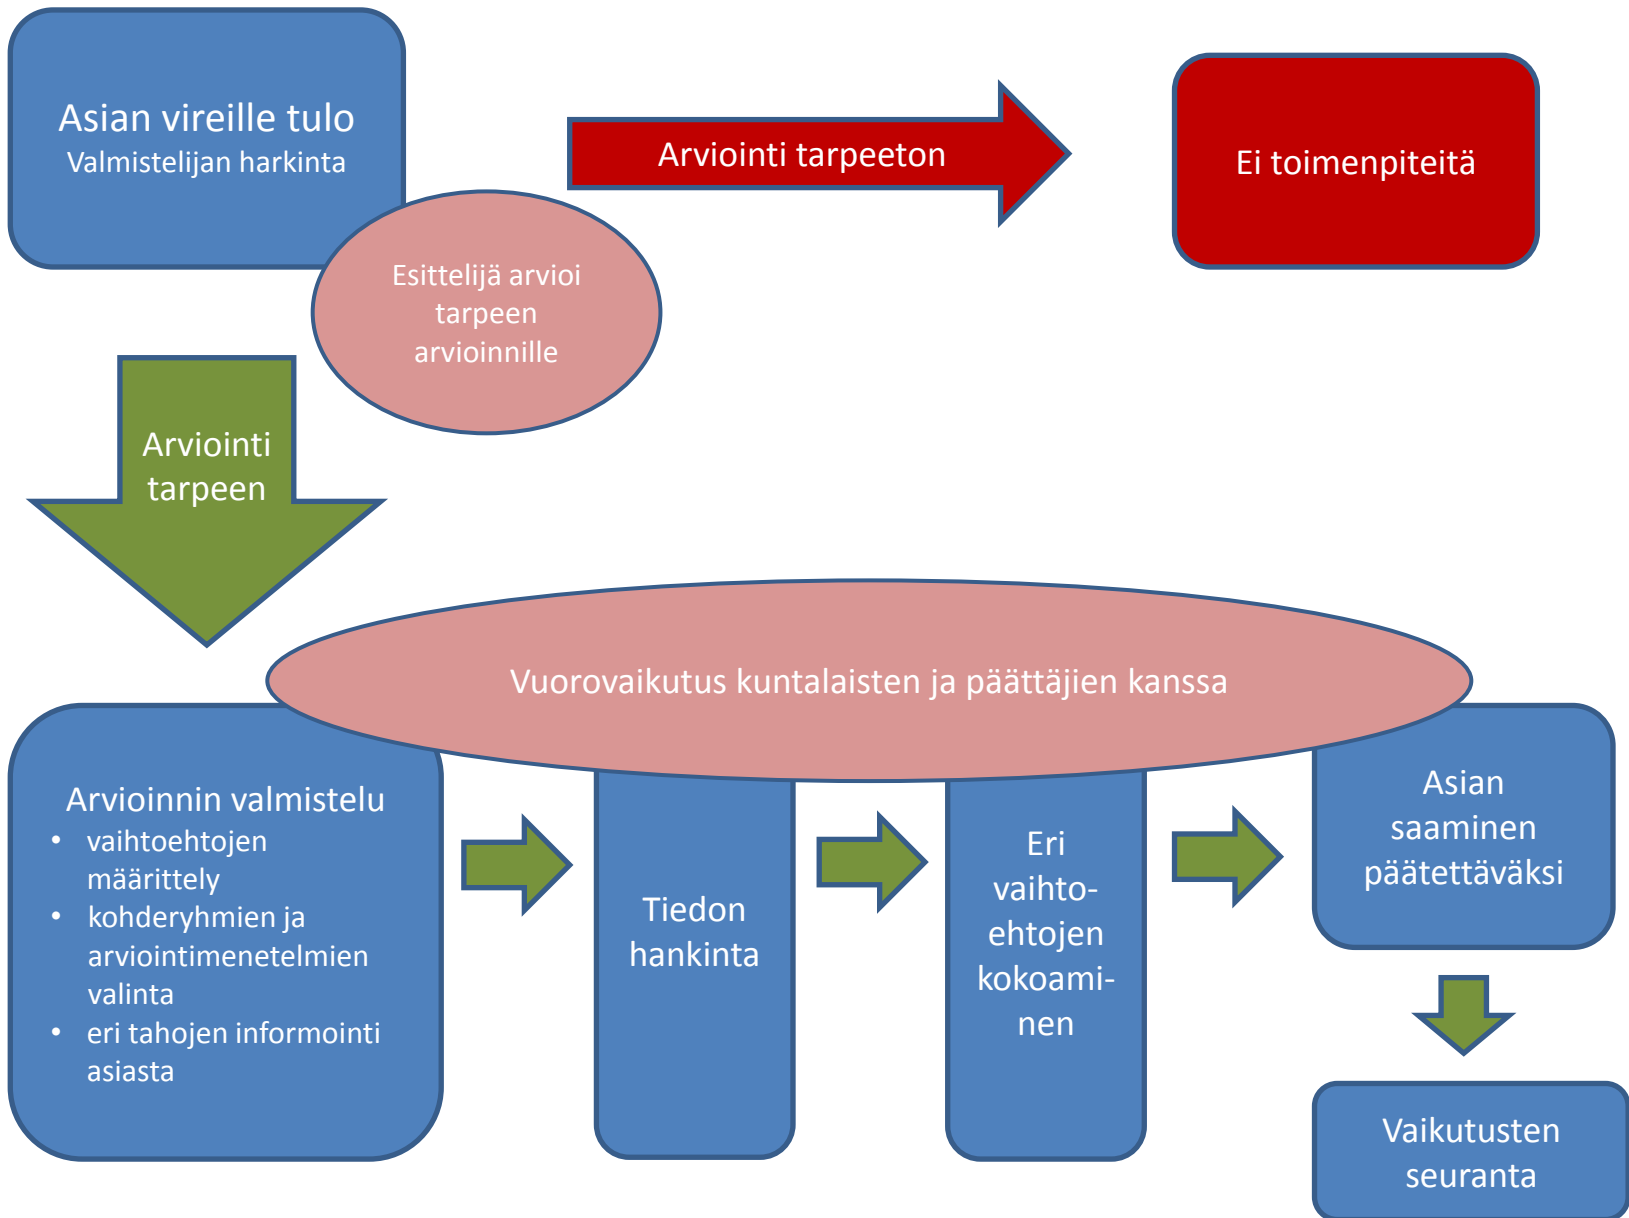 Asian vireille tulo
Valmistelijan harkinta
Arviointi tarpeeton
Ei toimenpiteitä
Esittelijä arvioi
tarpeen
arvioinnille
Arviointi
tarpeen
Vuorovaikutus kuntalaisten ja päättäjien kanssa
Arvioinnin valmistelu
• vaihtoehtojen
määrittely
• kohderyhmien ja
arviointimenetelmien
valinta
• eri tahojen informointi
asiasta
Tiedon
hankinta
Eri
vaihto-
ehtojen
kokoami-
nen
Asian
saaminen
päätettäväksi
Vaikutusten
seuranta